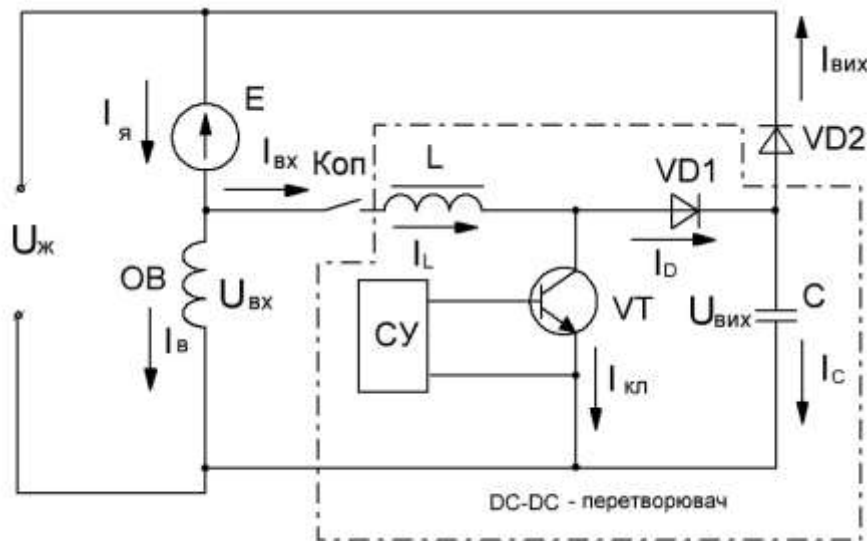 Iвих
E
Iя
VD2
Iвх
Коп
L
VD1
Uж
IL
ID
ОВ
Uвх
C
СУ
VT
Uвих
Iв
Iкл
IC
DC-DC - перетворювач